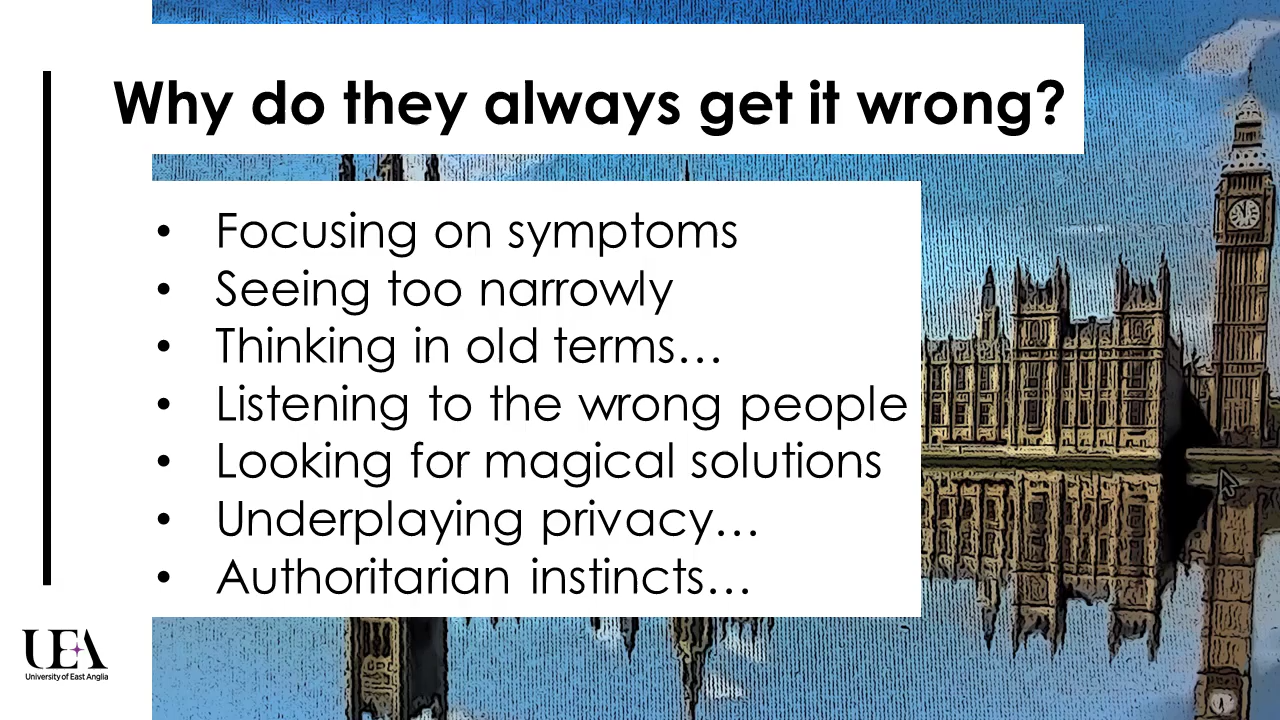 Why do they always get it wrong?
• Focusing on symptoms
• Seeing too narrowly
• Thinking in old terms…
• Listening to the wrong people
• Looking for magical solutions
• Underplaying privacy…
• Authoritarian instincts…
UEA
University of East Anglia